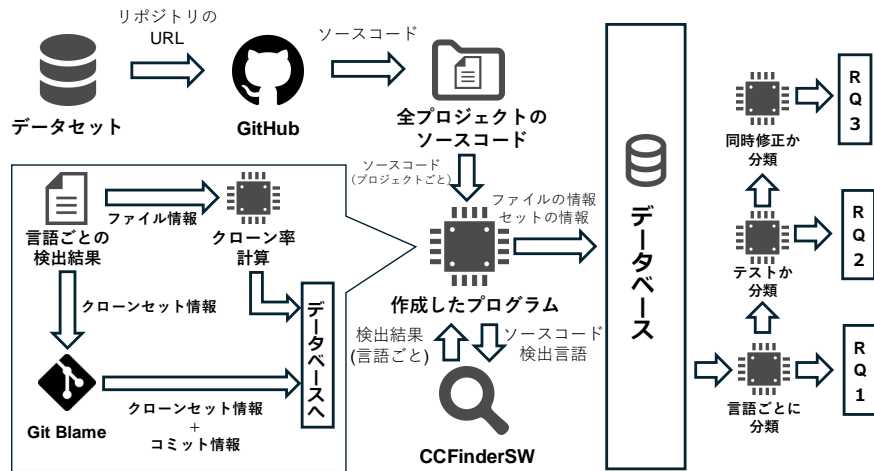 リポジトリの
URL
ソースコード
データセット
GitHub
全プロジェクトの
ソースコード
ソースコード
(プロジェクトごと)
ファイル情報
言語ごとの
検出結果
クローン率
計算
クローンセット情報
データベースへ
Git Blame
クローンセット情報
+
コミット情報
ファイルの情報
セットの情報
作成したプログラム
検出結果
(言語ごと)
ソースコード
検出言語
CCFinderSW
データベース
同時修正か
分類
RQ3
テストか
分類
RQ2
言語ごとに
分類
RQ1